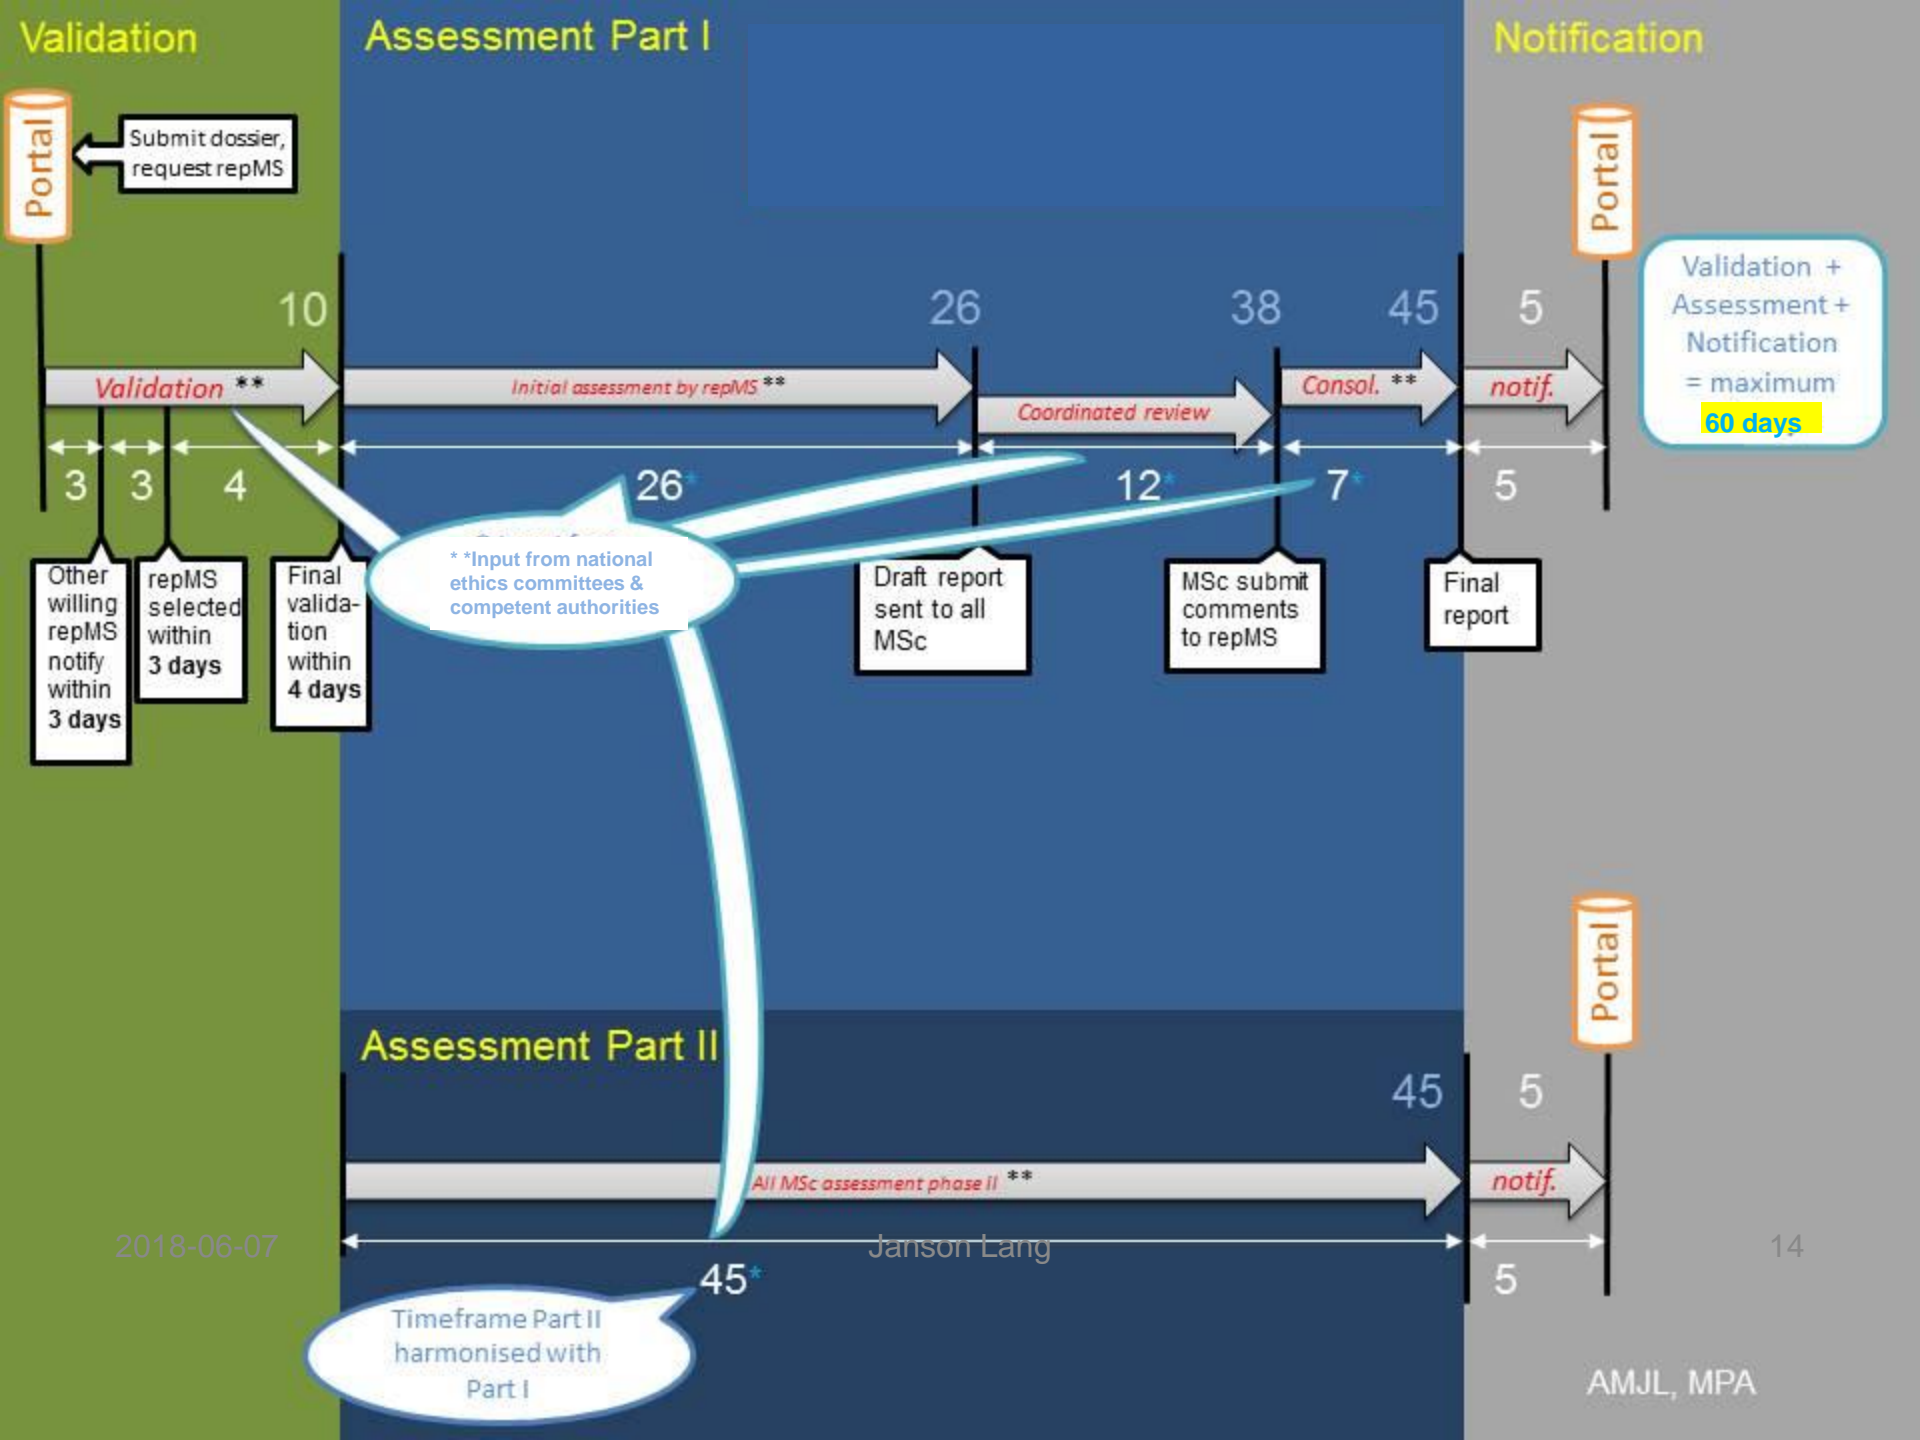 Validation
Assessment Part I
Notification
Portal
Submit dossier,
request repMS
Portal
Validation +
Assessment +
Notification
= maximum
60 days
10
26
38
45
5
Validation **
Initial assessment by repMS **
Coordinated review
Consol. **
notif.
3
3
4
26*
12*
7*
5
Other
willing
repMS
notify
within
3 days
repMS
selected
within
3 days
Final
valida-
tion
within
4 days
* *Input from national
ethics committees &
competent authorities
Draft report
sent to all
MSc
MSc submit
comments
to repMS
Final
report
Portal
Assessment Part II
45
5
All MSc assessment phase ii **
notif.
2018-06-07
Janson Lang
14
45*
5
Timeframe Part II
harmonised with
Part I
AMJL, MPA